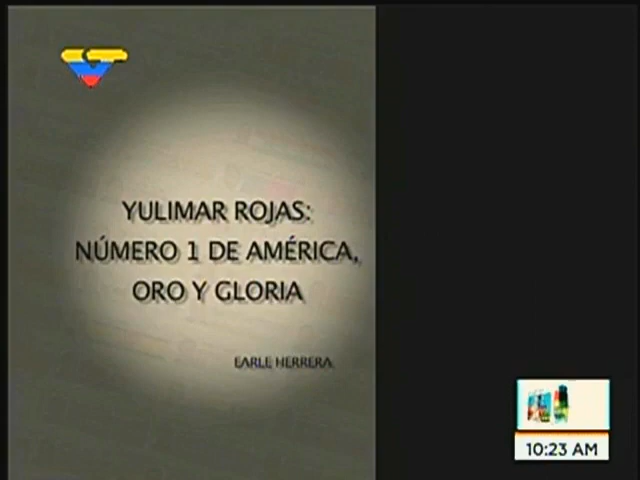 YULIMAR ROJAS:
NÚMERO 1 DE AMÉRICA,
ORO Y GLORIA
EARLE HERRERA
10:23 AM